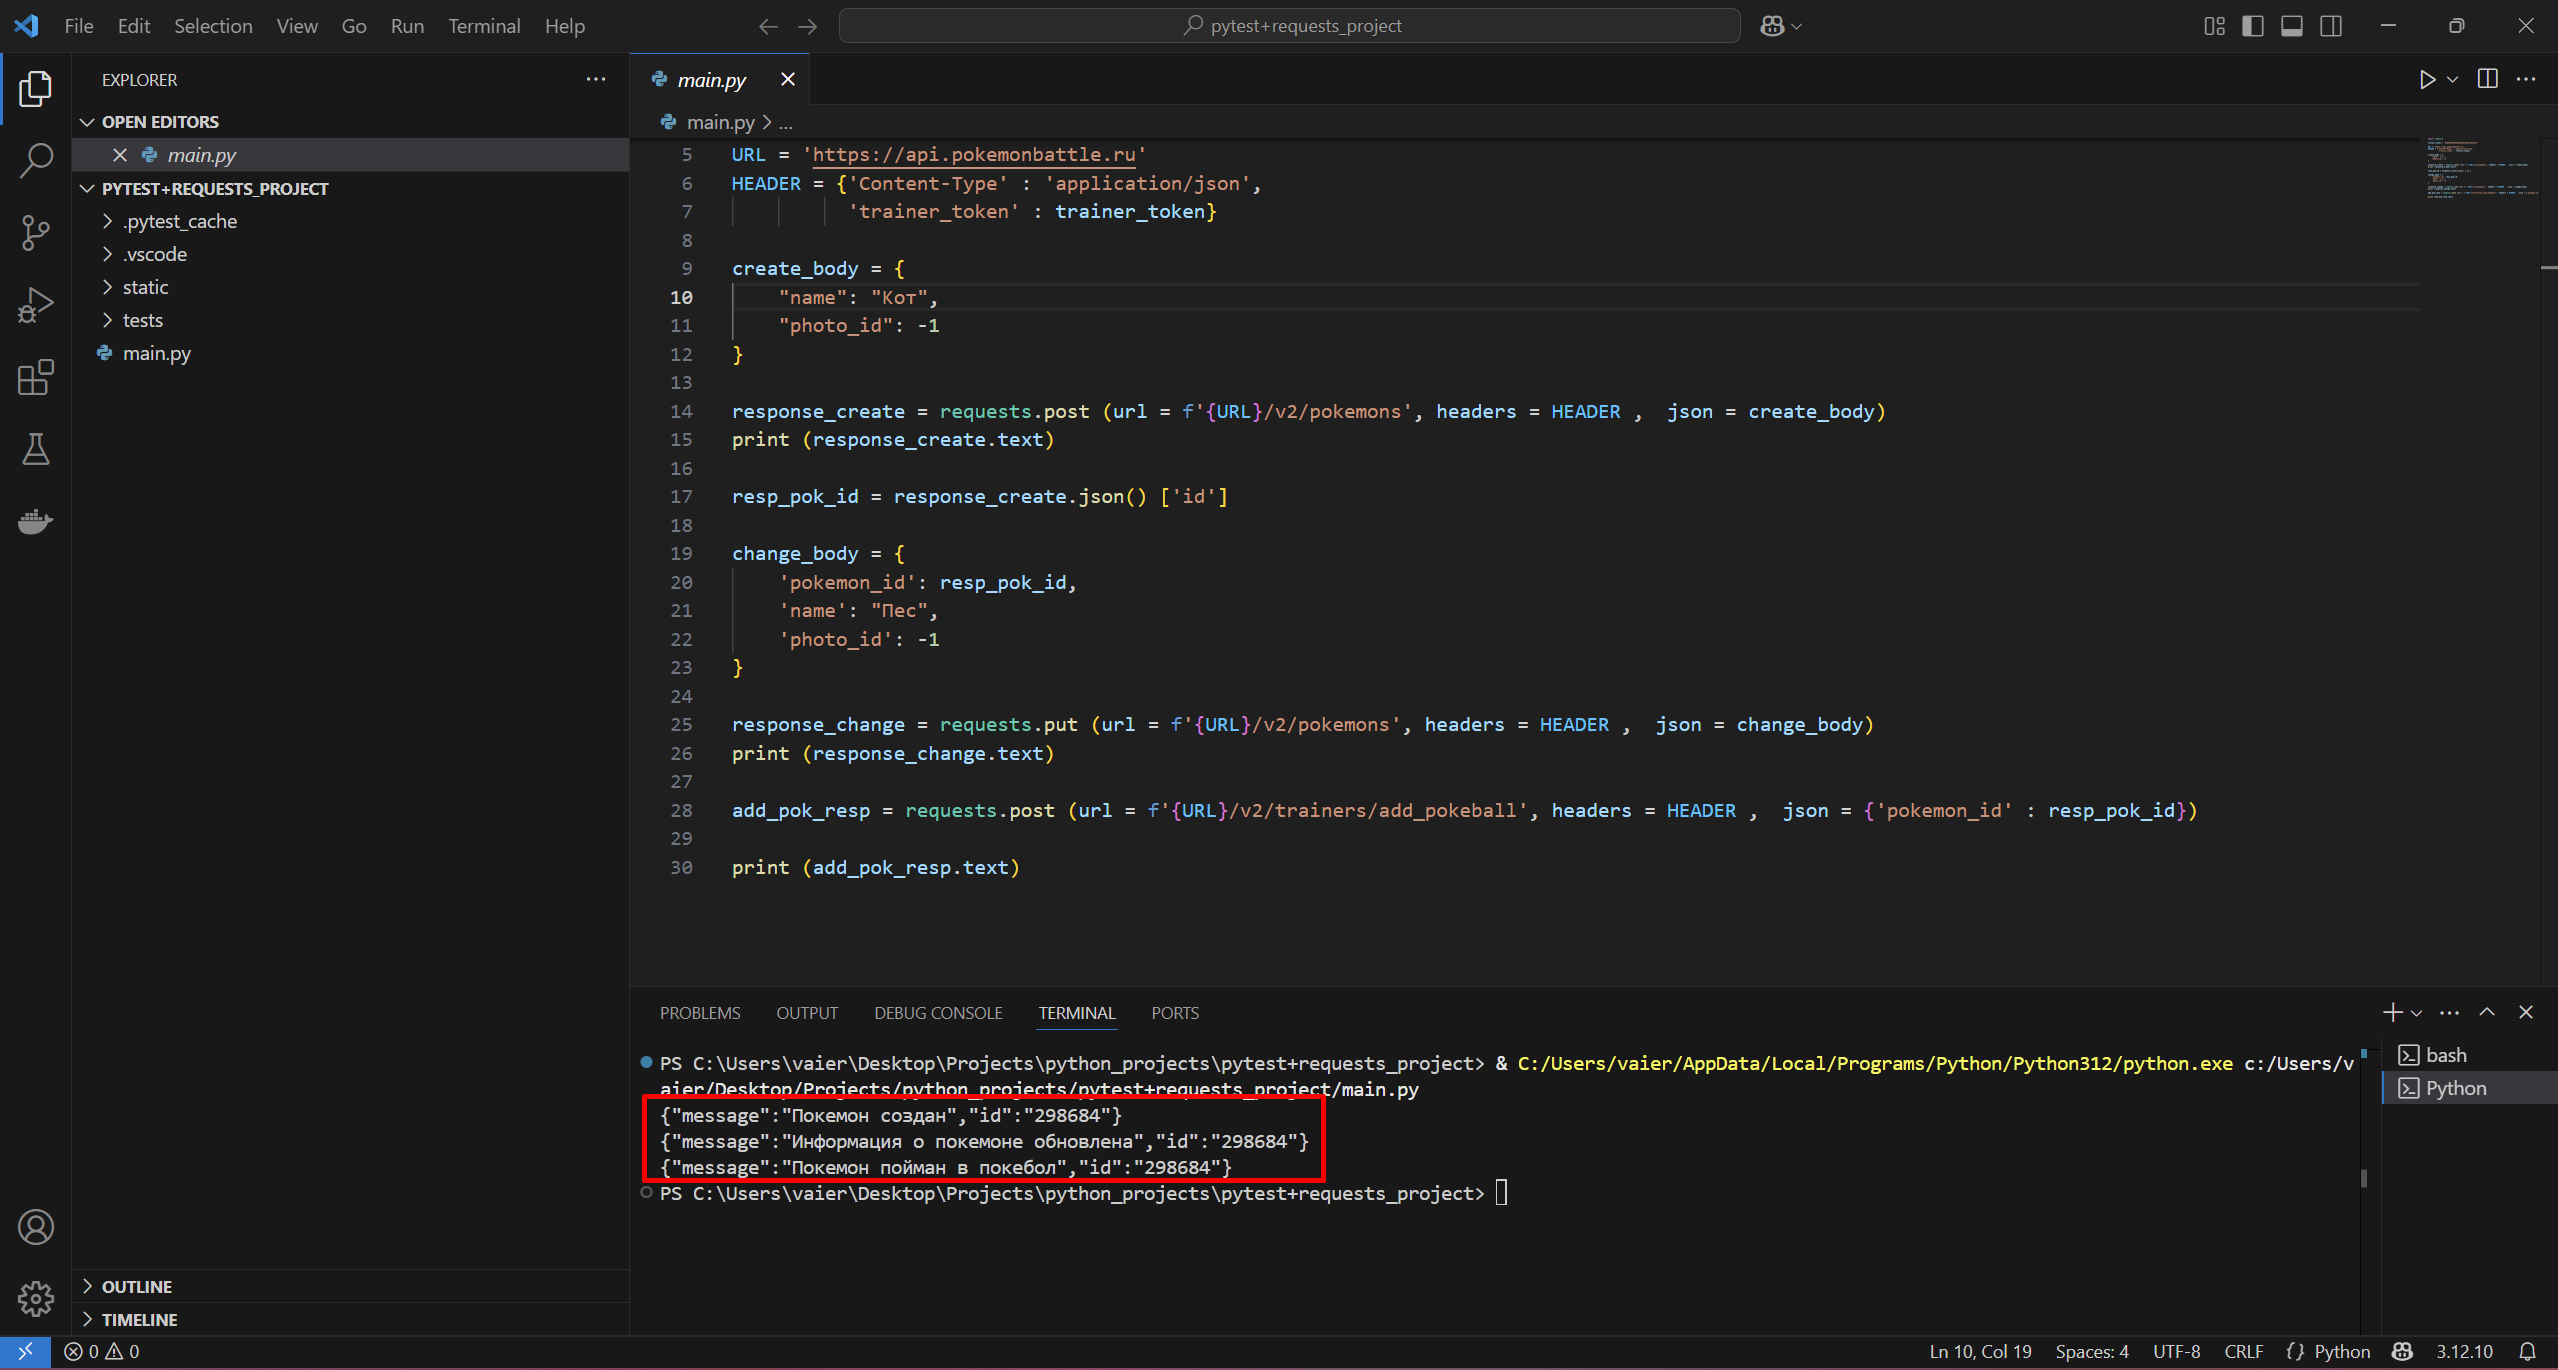 File Edit Selection View Go Run Terminal Help
pytest+requests_project
EXPLORER
OPEN EDITORS
main.py
PYTEST+REQUESTS_PROJECT
.pytest_cache
.vscode
static
tests
main.py
OUTLINE
TIMELINE
main.py
main.py > ...
5 URL = 'https://api.pokemonbattle.ru'
6 HEADER = {'Content-Type' : 'application/json',
7 'trainer_token' : trainer_token}
8
9 create_body = {
10 "name": "Кот",
11 "photo_id": -1
12 }
13
14 response_create = requests.post (url = f'{URL}/v2/pokemons', headers = HEADER ,  json = create_body)
15 print (response_create.text)
16
17 resp_pok_id = response_create.json() ['id']
18
19 change_body = {
20 'pokemon_id': resp_pok_id,
21 'name': "Пес",
22 'photo_id': -1
23 }
24
25 response_change = requests.put (url = f'{URL}/v2/pokemons', headers = HEADER ,  json = change_body)
26 print (response_change.text)
27
28 add_pok_resp = requests.post (url = f'{URL}/v2/trainers/add_pokeball', headers = HEADER ,  json = {'pokemon_id' : resp_pok_id})
29
30 print (add_pok_resp.text)
PROBLEMS OUTPUT DEBUG CONSOLE TERMINAL PORTS
PS C:\Users\vaier\Desktop\Projects\python_projects\pytest+requests_project> & C:/Users/vaier/AppData/Local/Programs/Python/Python312/python.exe c:/Users/v
aier/Desktop/Projects/python_projects/pytest+requests_project/main.py
{"message":"Покемон создан","id":"298684"}
{"message":"Информация о покемоне обновлена","id":"298684"}
{"message":"Покемон пойман в покебол","id":"298684"}
PS C:\Users\vaier\Desktop\Projects\python_projects\pytest+requests_project>
bash
Python
0 0
Ln 10, Col 19 Spaces: 4 UTF-8 CRLF {} Python 3.12.10